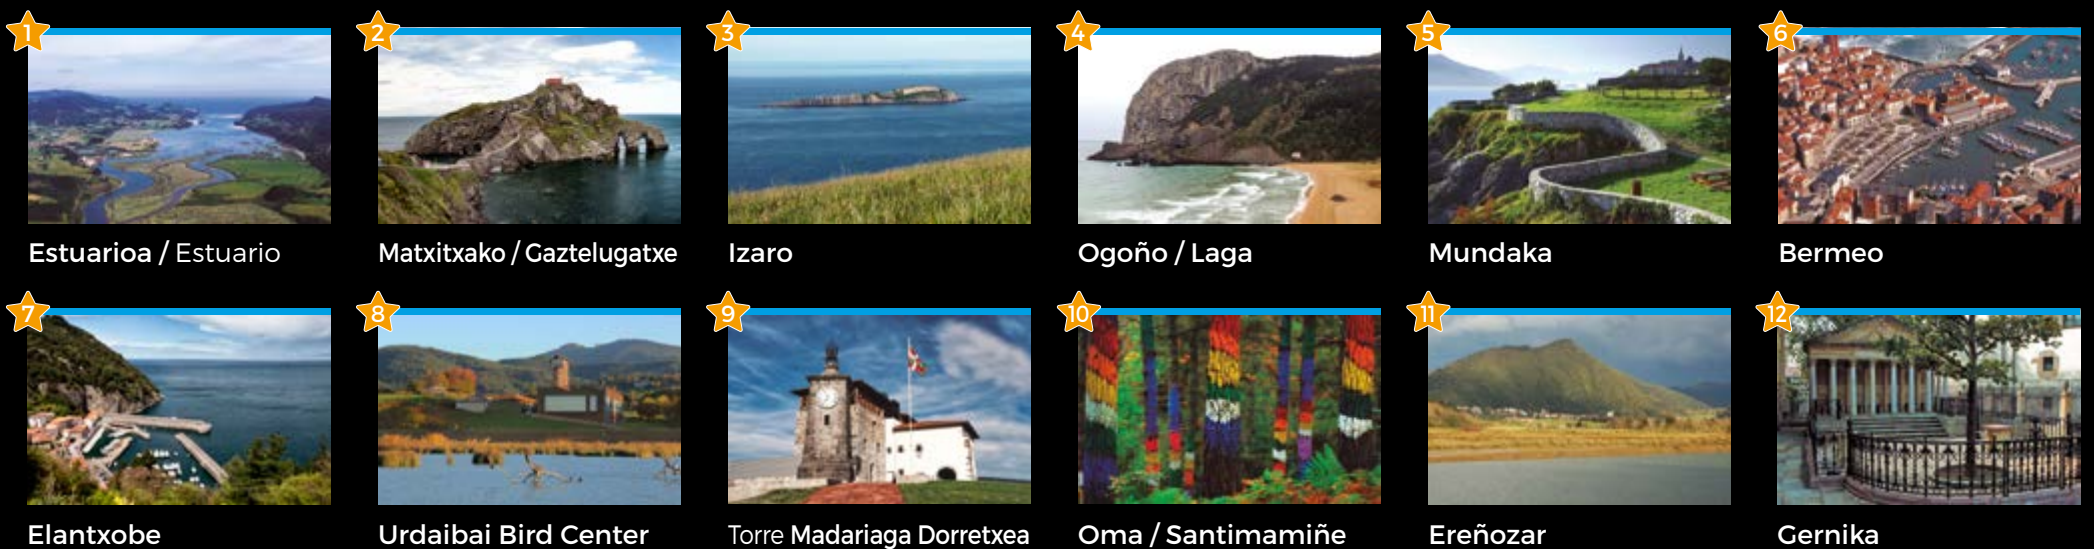 1
2
3
4
5
6
Estuarioa / Estuario
Matxitxako / Gaztelugatxe
Izaro
Ogoño / Laga
Mundaka
Bermeo
7
8
9
10
11
12
Elantxobe
Urdaibai Bird Center
Torre Madariaga Dorretxea
Oma / Santimamiñe
Ereñozar
Gernika